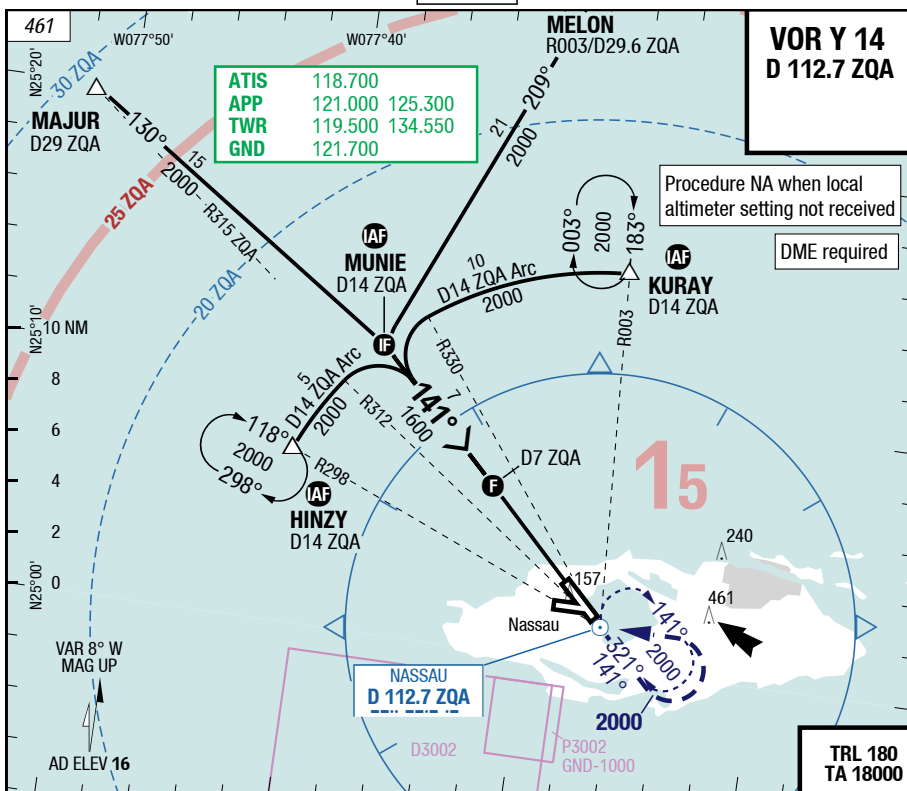 461
W077°50'
W077°40'
N25°20'
N25°10'
N25°00'
VOR Y 14
D 112.7 ZQA
ATIS 118.700
APP 121.000 125.300
TWR 119.500 134.550
GND 121.700
MELON
R003/D29.6 ZQA
209°
21
2000
30 ZQA
25 ZQA
20 ZQA
MAJUR
D29 ZQA
130°
15
2000
R315 ZQA
Procedure NA when local
altimeter setting not received
DME required
IAF
MUNIE
D14 ZQA
IF
10
D14 ZQA Arc
2000
003°
2000
183°
IAF
KURAY
D14 ZQA
R003
R330
10 NM
8
6
4
2
0
5
D14 ZQA Arc
2000
R312
141°
7
1600
118°
2000
298°
R298
IAF
HINZY
D14 ZQA
D7 ZQA
F
15
240
157
461
Nassau
141°
2000
321°
141°
2000
NASSAU
D 112.7 ZQA
D3002
P3002
GND-1000
VAR 8° W
MAG UP
AD ELEV 16
TRL 180
TA 18000